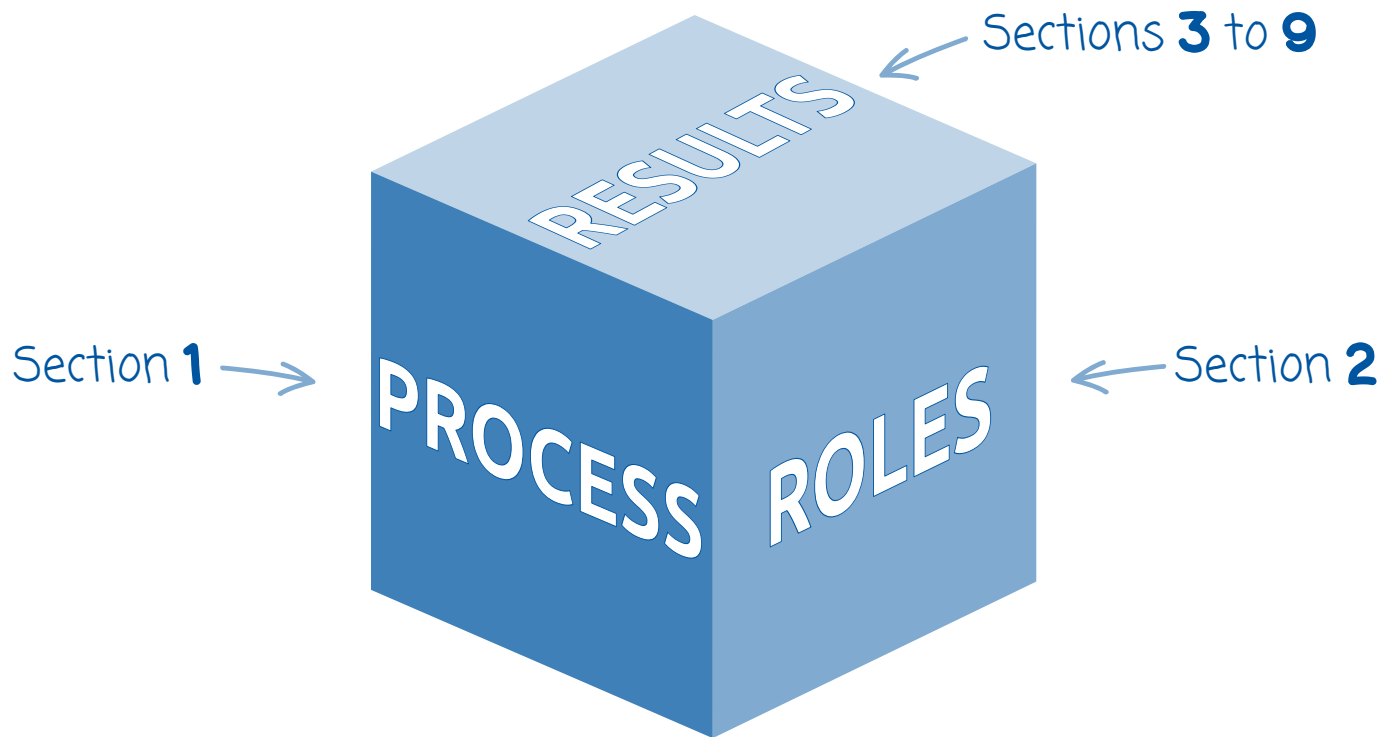 Sections 3 to 9
RESULTS
Section 1
PROCESS
ROLES
Section 2